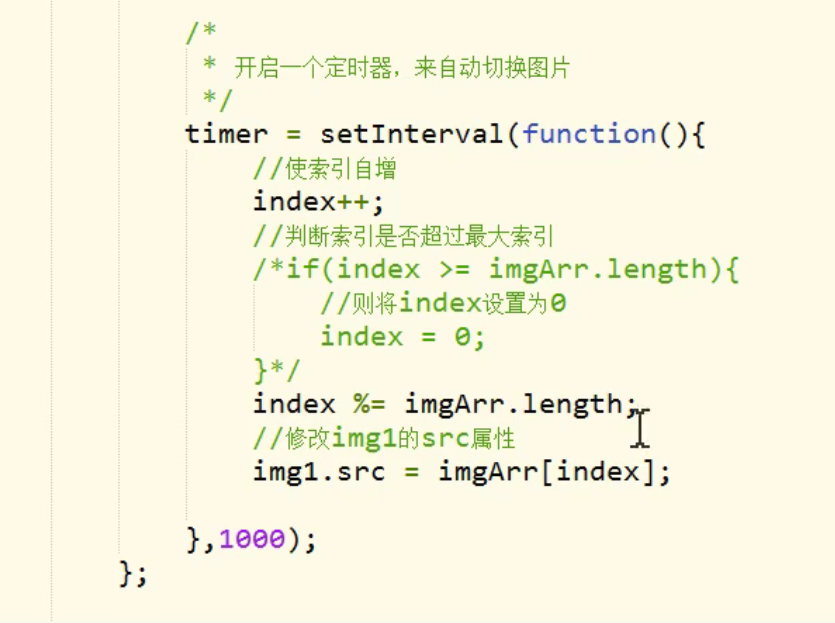 /*
* 开启一个定时器，来自动切换图片
*/
timer = setInterval(function(){
//使索引自增
index++;
//判断索引是否超过最大索引
/*if(index >= imgArr.length){
//则将index设置为0
index = 0;
}*/
index %= imgArr.length;
//修改img1的src属性
img1.src = imgArr[index];
},1000);
};